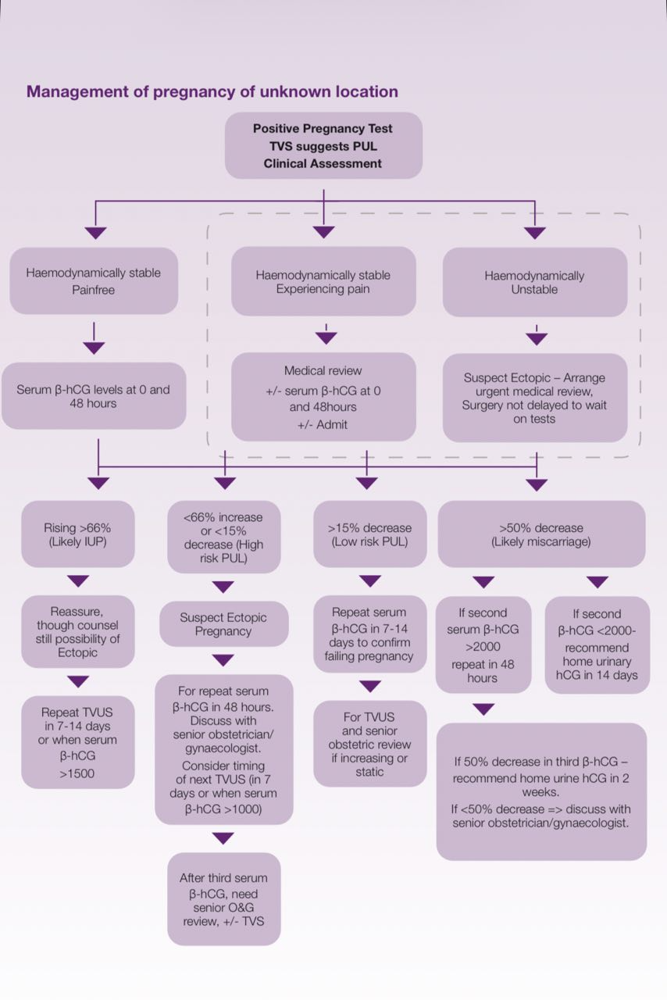 Management of pregnancy of unknown location
Positive Pregnancy Test
TVS suggests PUL
Clinical Assessment
Haemodynamically stable
Painfree
Haemodynamically stable
Experiencing pain
Haemodynamically
Unstable
Serum β-hCG levels at 0 and
48 hours
Medical review
+/- serum β-hCG at 0
and 48hours
+/- Admit
Suspect Ectopic – Arrange
urgent medical review,
Surgery not delayed to wait
on tests
Rising >66%
(Likely IUP)
<66% increase
or <15%
decrease (High
risk PUL)
>15% decrease
(Low risk PUL)
>50% decrease
(Likely miscarriage)
Reassure,
though counsel
still possibility of
Ectopic
Suspect Ectopic
Pregnancy
Repeat serum
β-hCG in 7-14
days to confirm
failing pregnancy
If second
serum β-hCG
>2000
repeat in 48
hours
If second
β-hCG <2000-
recommend
home urinary
hCG in 14 days
Repeat TVUS
in 7-14 days
or when serum
β-hCG
>1500
For repeat serum
β-hCG in 48 hours.
Discuss with
senior obstetrician/
gynaecologist.
Consider timing
of next TVUS (in 7
days or when serum
β-hCG >1000)
For TVUS
and senior
obstetric review
if increasing or
static
If 50% decrease in third β-hCG –
recommend home urine hCG in 2
weeks.
If <50% decrease => discuss with
senior obstetrician/gynaecologist.
After third serum
β-hCG, need
senior O&G
review, +/- TVS